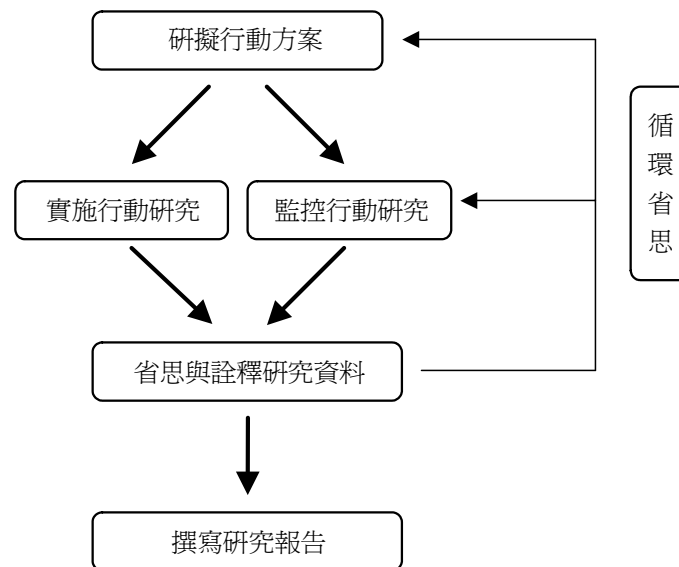 研擬行動方案
實施行動研究
監控行動研究
循環省思
省思與詮釋研究資料
撰寫研究報告